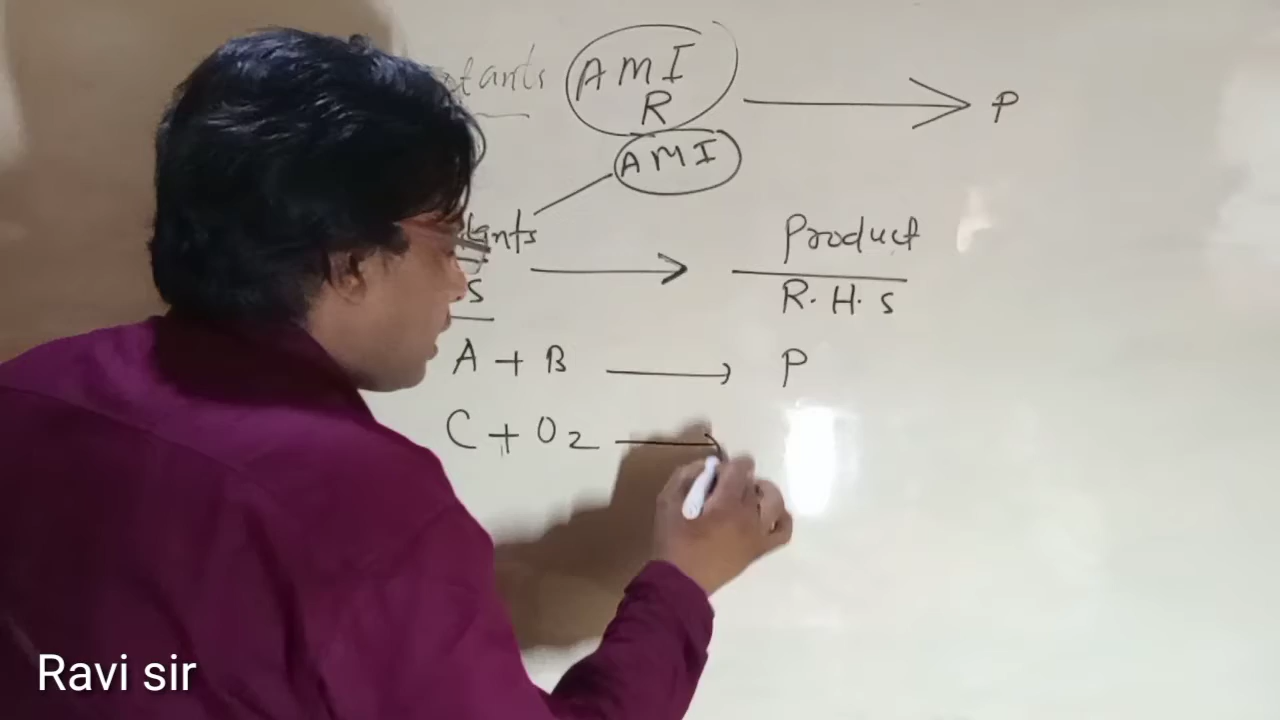 AMI
R ⟶ P
AMI
Product
R.H.S
A + B ⟶ P
C + O2 ⟶
Ravi sir